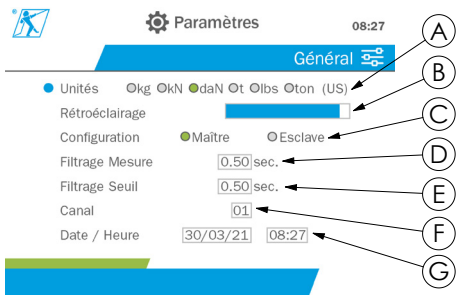 Paramètres 08:27
Général
Unités kg kN daN t lbs ton (US)
Rétroéclairage
Configuration Maître Esclave
Filtrage Mesure 0.50 sec.
Filtrage Seuil 0.50 sec.
Canal 01
Date / Heure 30/03/21 08:27
A
B
C
D
E
F
G